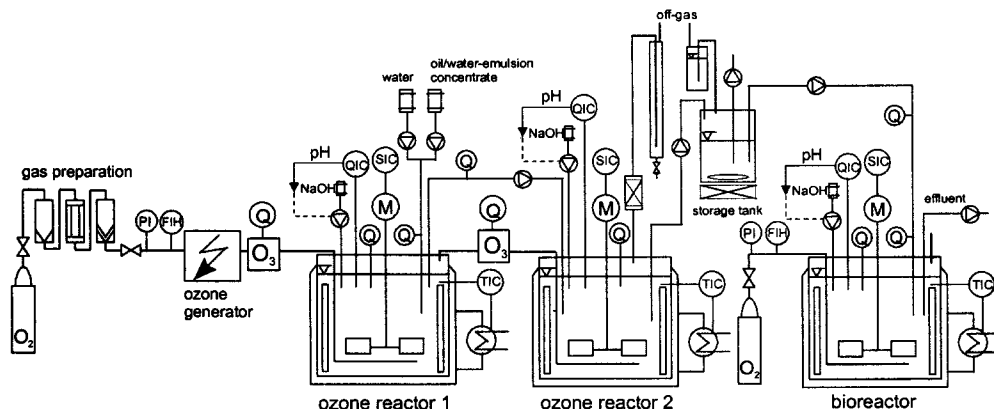 off-gas
water
oil/water-emulsion
concentrate
pH
QIC
NaOH
SIC
M
Q
Q
gas preparation
PI
FIH
Q
O3
O2
ozone
generator
pH
QIC
NaOH
SIC
M
Q
Q
O3
TIC
ozone reactor 1
Q
TIC
ozone reactor 2
storage tank
Q
pH
QIC
NaOH
SIC
M
Q
Q
effluent
PI
FIH
O2
TIC
bioreactor